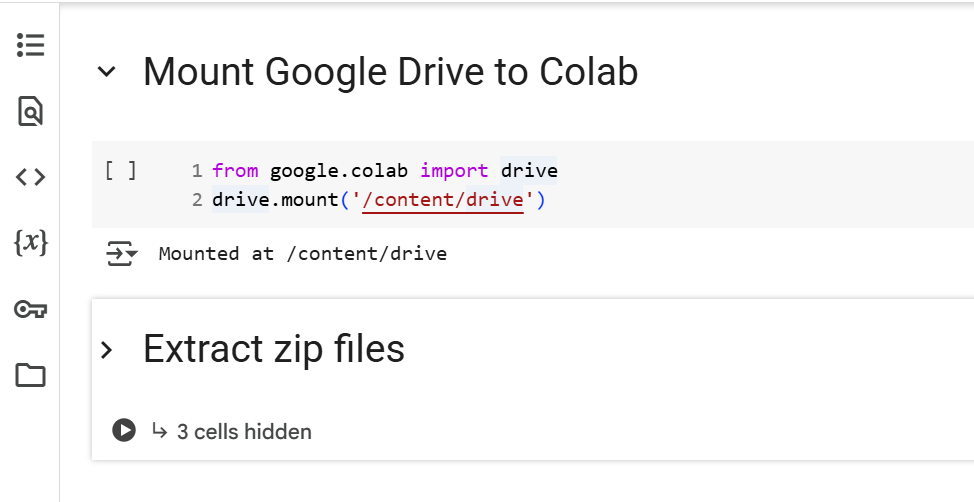 Mount Google Drive to Colab
[ ] 1 from google.colab import drive
2 drive.mount('/content/drive')
Mounted at /content/drive
{x}
Extract zip files
3 cells hidden